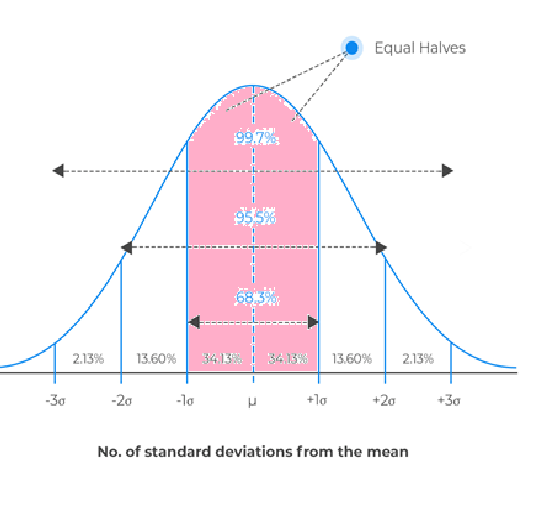 Equal Halves
99.7%
95.5%
68.3%
2.13% 13.60% 34.13% 34.13% 13.60% 2.13%
-3σ -2σ -1σ μ +1σ +2σ +3σ
No. of standard deviations from the mean